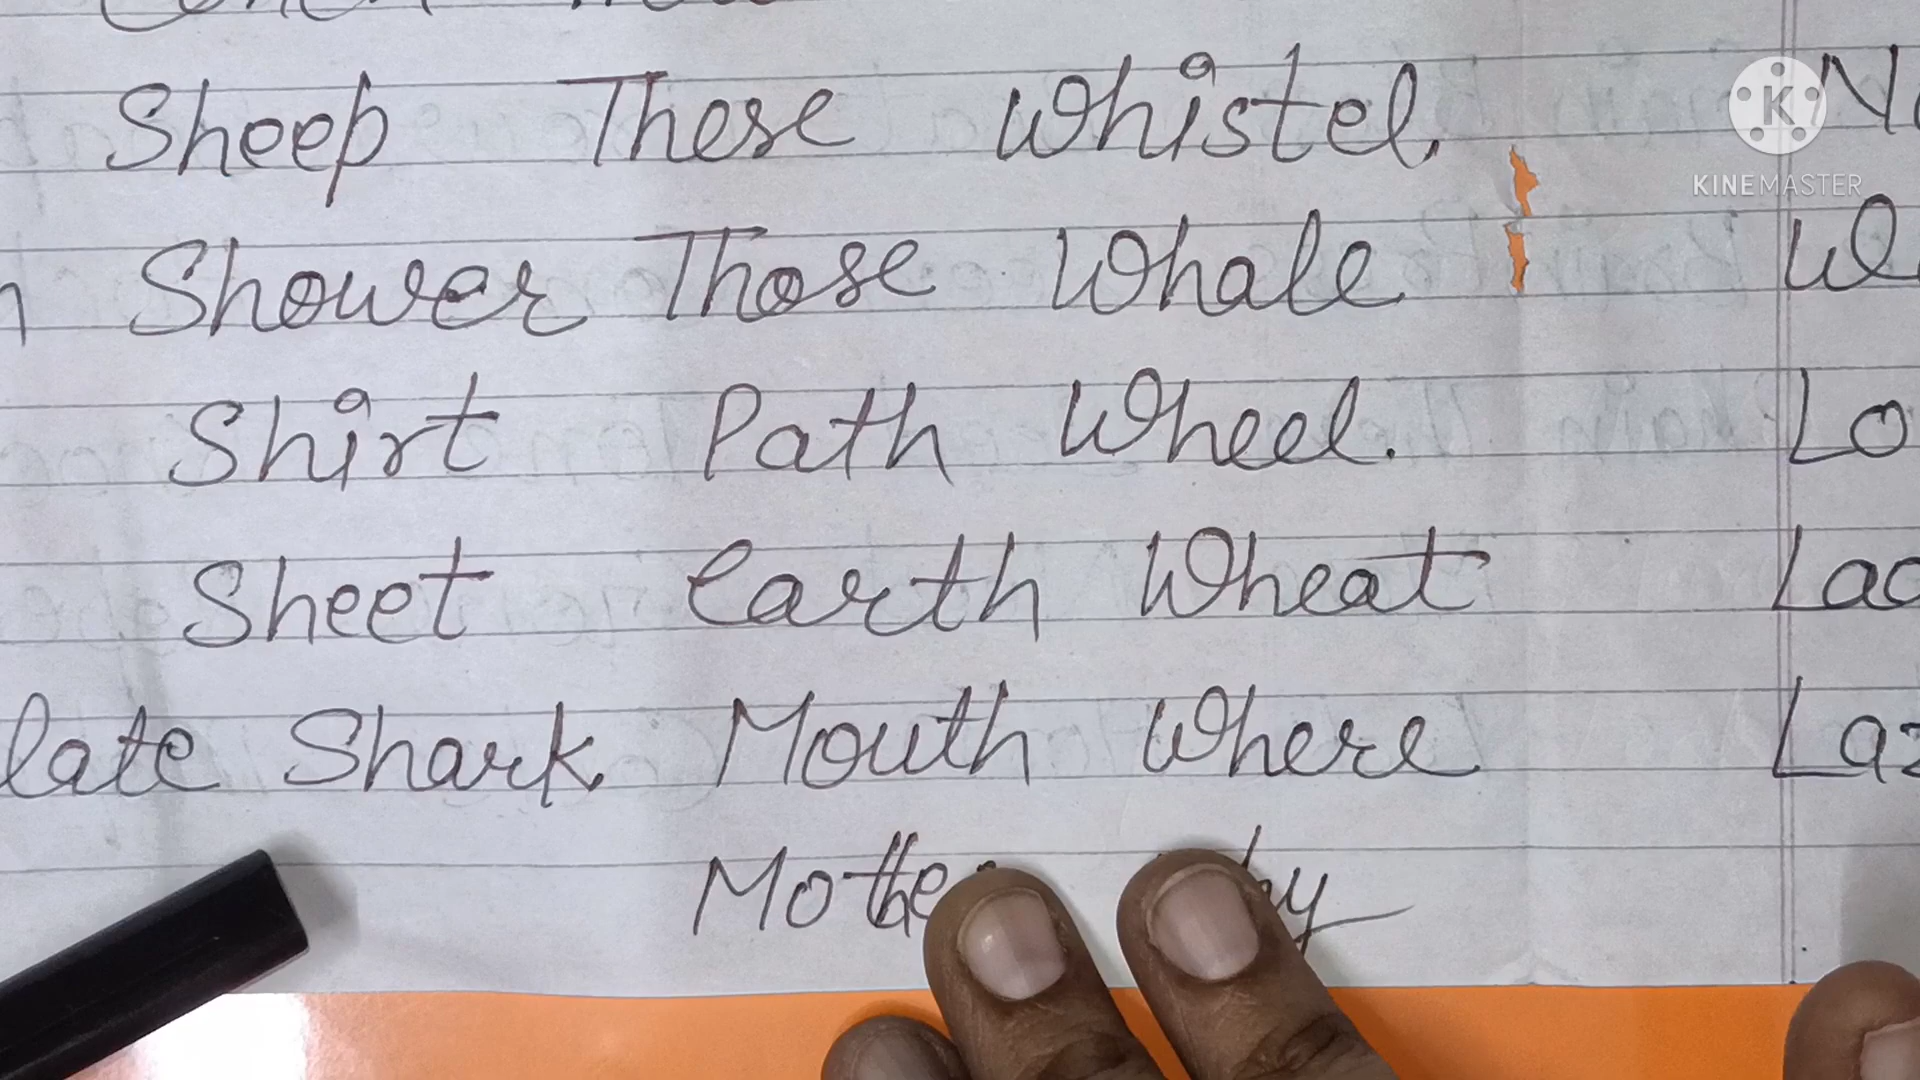 Sheep These Whistel.
Shower Those Whale
Shirt Path Wheel.
Sheet earth Wheat
late Shark Mouth Where
KINEMASTER